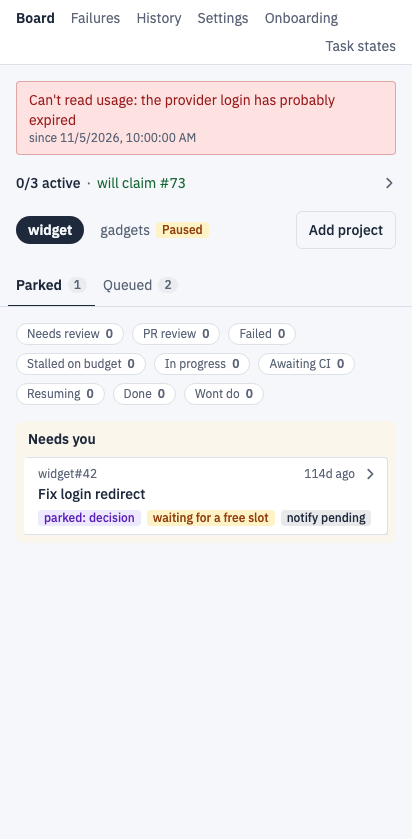 Board Failures History Settings Onboarding
Task states
Can't read usage: the provider login has probably
expired
since 11/5/2026, 10:00:00 AM
0/3 active · will claim #73
widget gadgets Paused Add project
Parked 1 Queued 2
Needs review 0 PR review 0 Failed 0
Stalled on budget 0 In progress 0 Awaiting CI 0
Resuming 0 Done 0 Wont do 0
Needs you
widget#42 114d ago
Fix login redirect
parked: decision waiting for a free slot notify pending